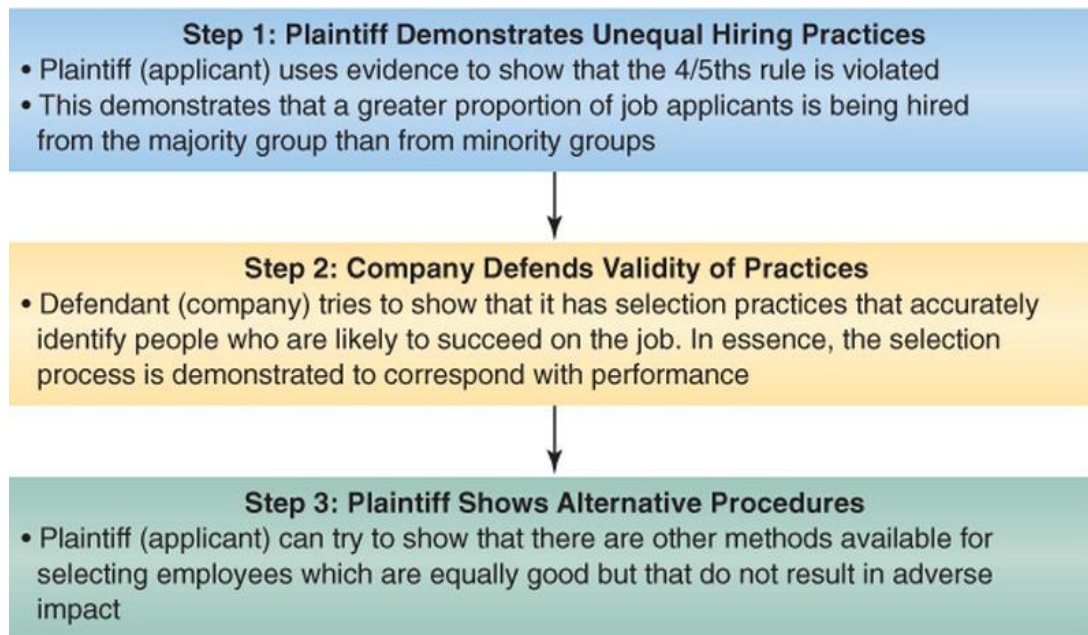 Step 1: Plaintiff Demonstrates Unequal Hiring Practices
• Plaintiff (applicant) uses evidence to show that the 4/5ths rule is violated
• This demonstrates that a greater proportion of job applicants is being hired
from the majority group than from minority groups
Step 2: Company Defends Validity of Practices
• Defendant (company) tries to show that it has selection practices that accurately
identify people who are likely to succeed on the job. In essence, the selection
process is demonstrated to correspond with performance
Step 3: Plaintiff Shows Alternative Procedures
• Plaintiff (applicant) can try to show that there are other methods available for
selecting employees which are equally good but that do not result in adverse
impact